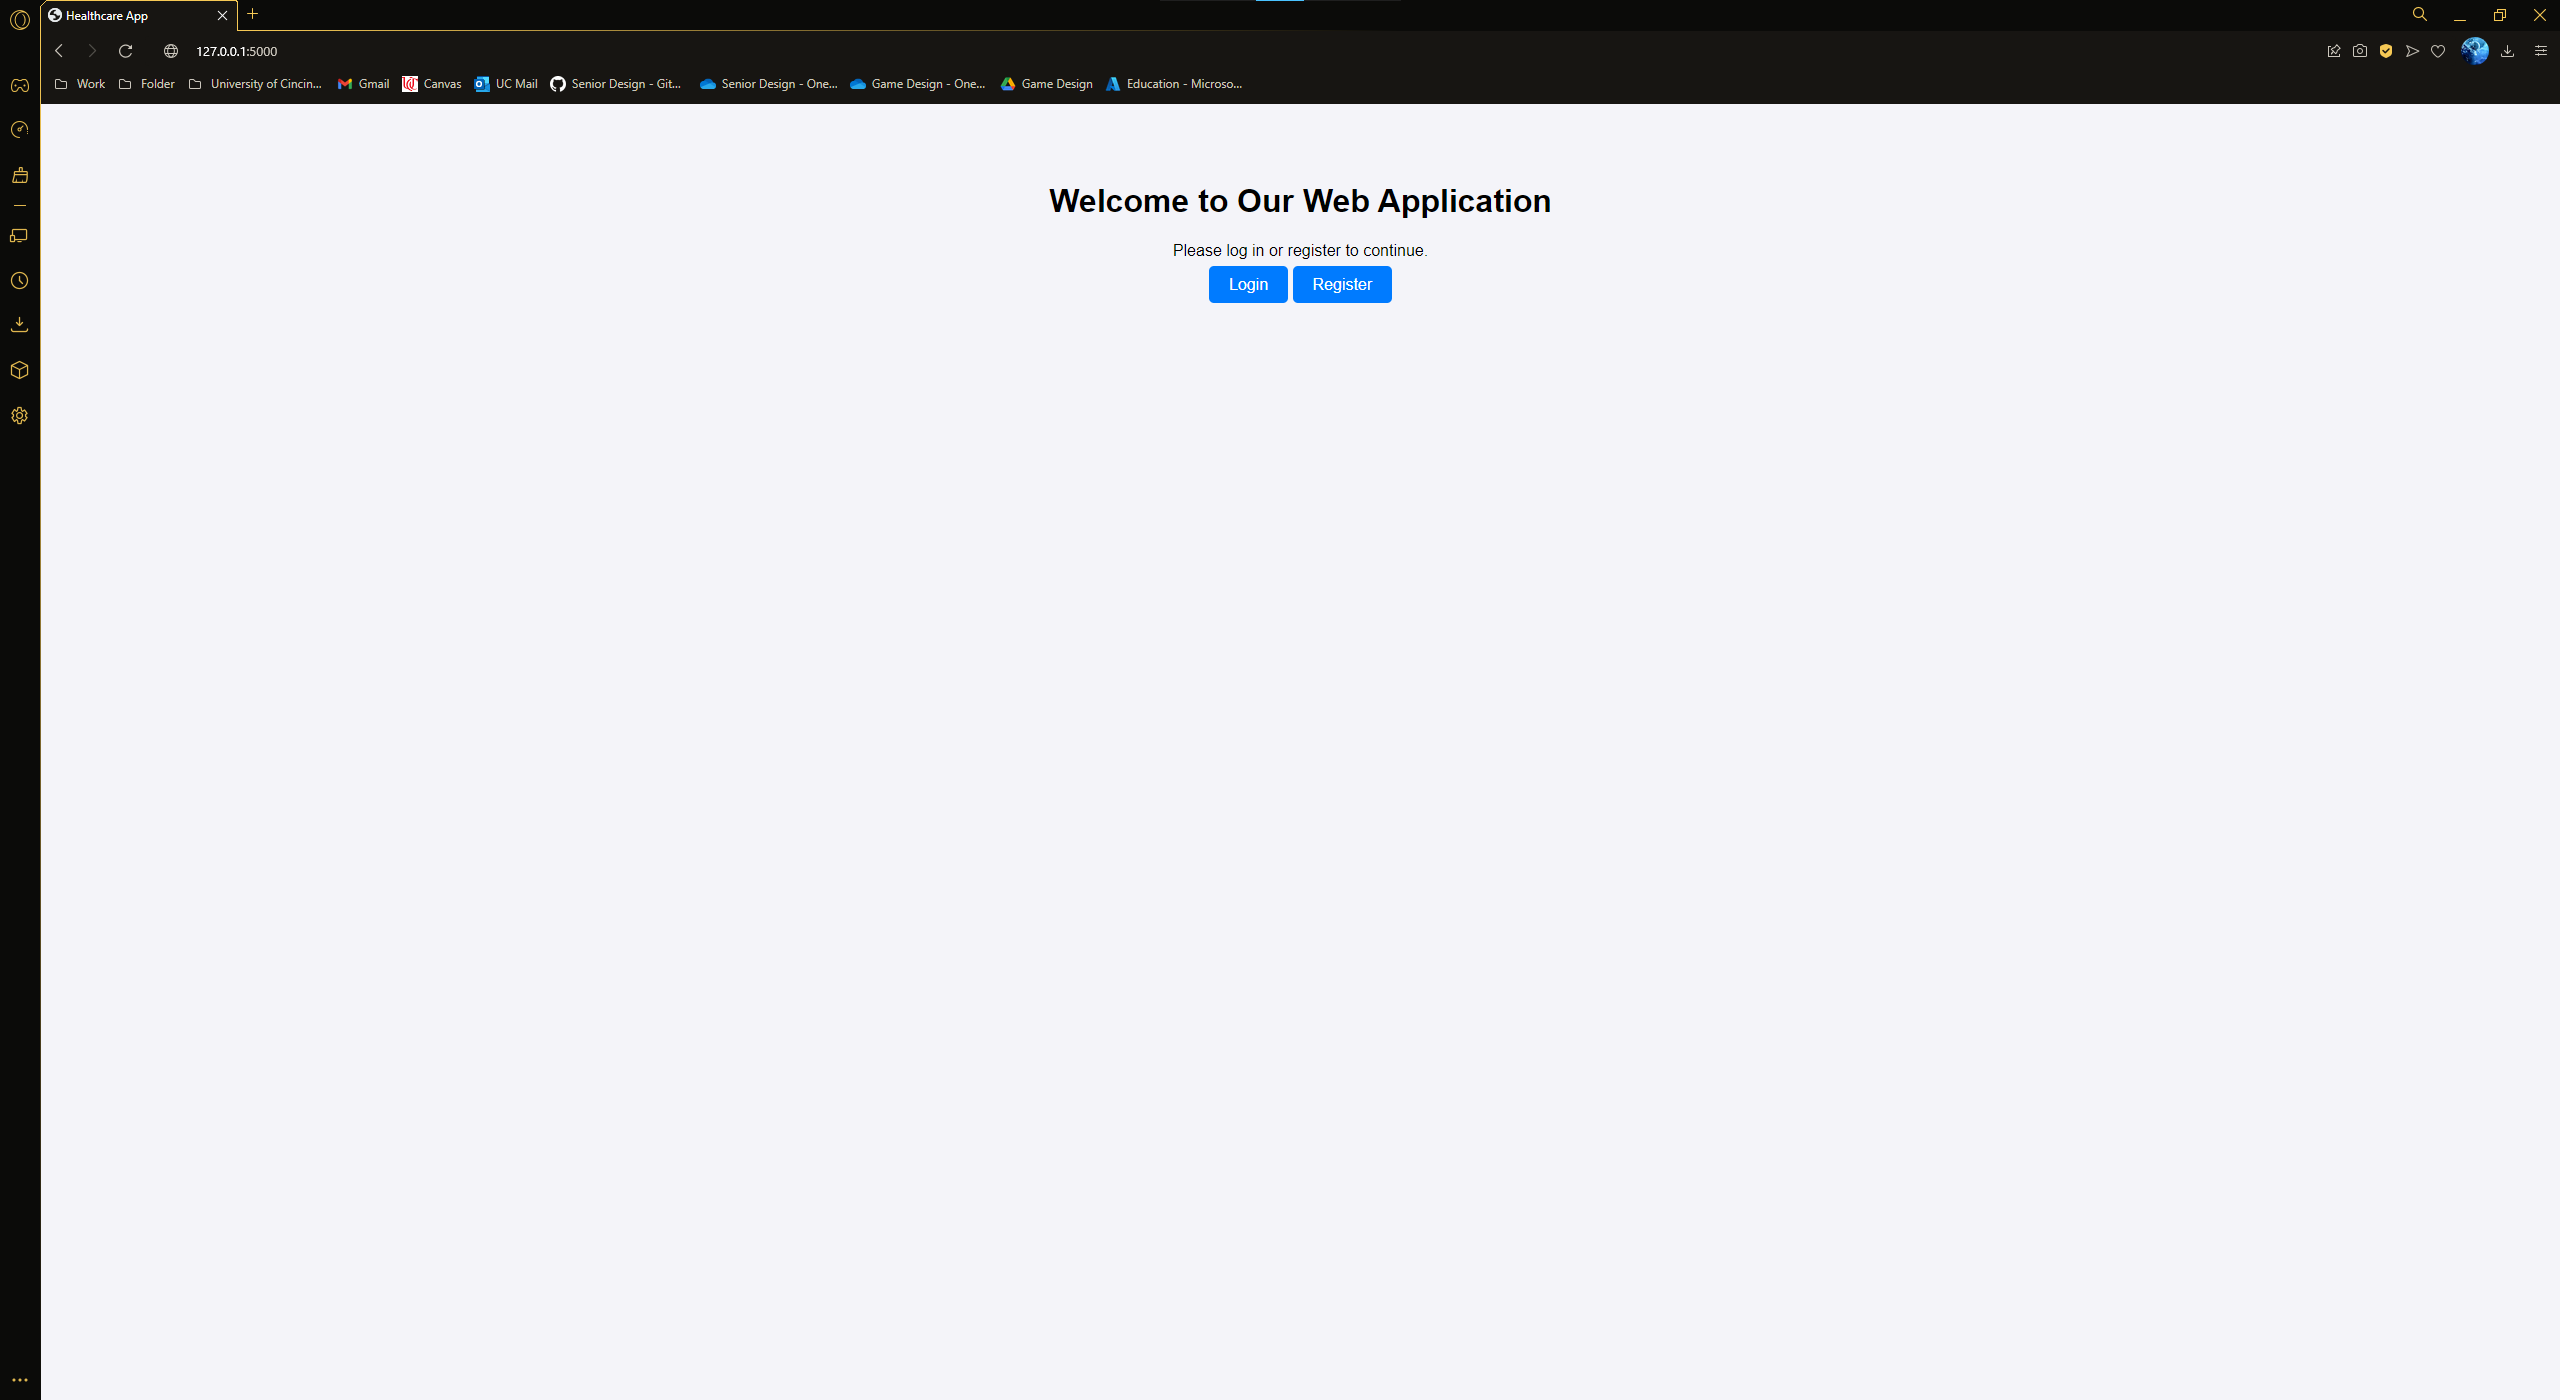 Healthcare App
127.0.0.1:5000
Work Folder University of Cincin... Gmail Canvas UC Mail Senior Design - Git... Senior Design - One... Game Design - One... Game Design Education - Microso...
Welcome to Our Web Application
Please log in or register to continue.
Login Register